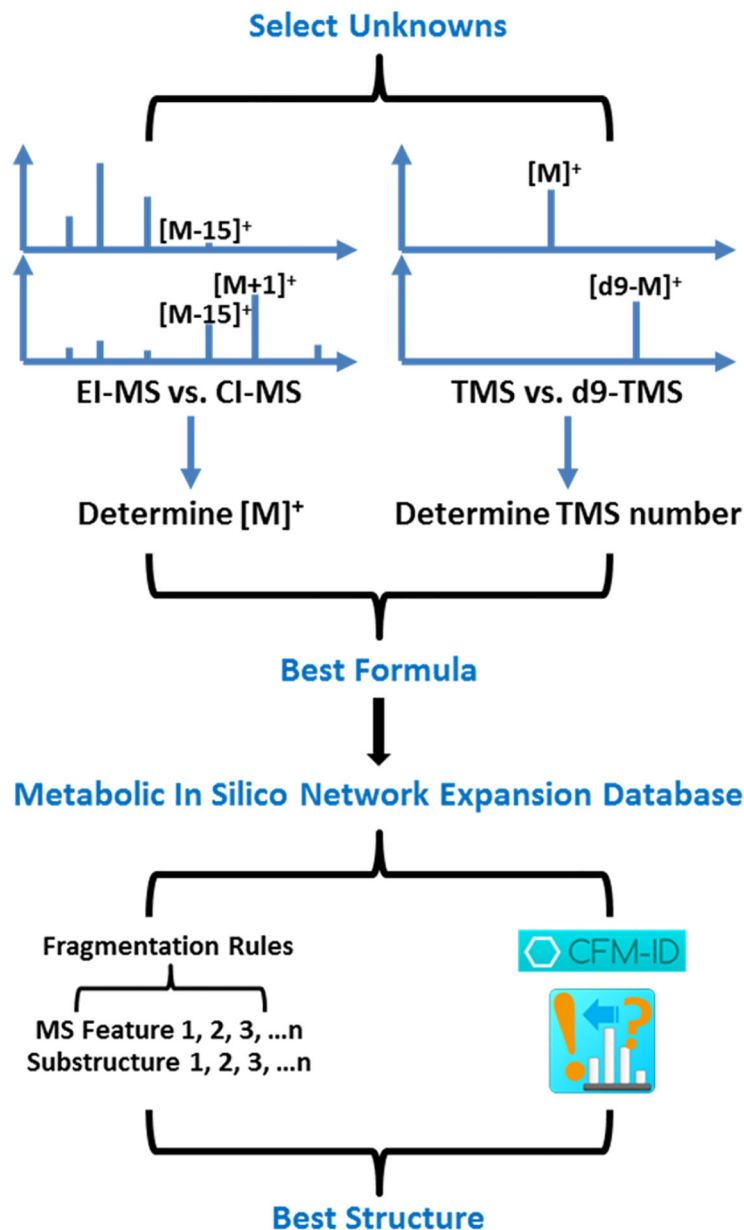 Select Unknowns
[M-15]⁺
[M+1]⁺
[M-15]⁺
EI-MS vs. CI-MS
Determine [M]⁺
[M]⁺
[d9-M]⁺
TMS vs. d9-TMS
Determine TMS number
Best Formula
Metabolic In Silico Network Expansion Database
Fragmentation Rules
MS Feature 1, 2, 3, ...n
Substructure 1, 2, 3, ...n
CFM-ID
! ?
Best Structure